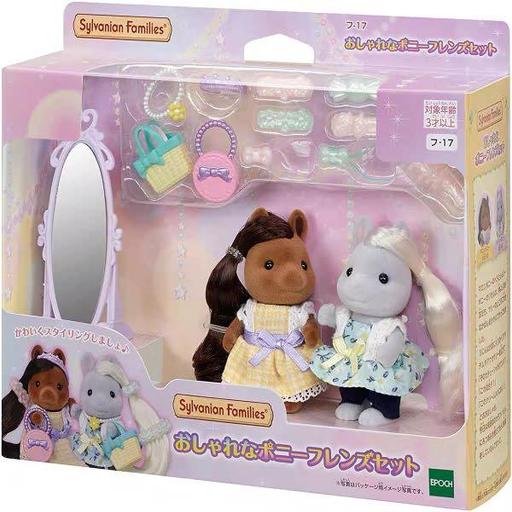 Sylvanian Families®
フ-17
おしゃれなポニーフレンズセット
対象年齢
3才以上
フ-17
かわいくスタイリングしましょ♪
Sylvanian Families®
おしゃれなポニーフレンズセット
※写真はパッケージ用イメージ写真です。
EPOCH